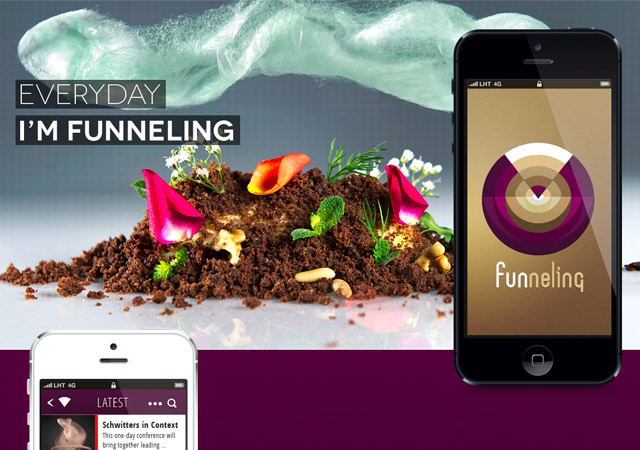 EVERYDAY
I'M FUNNELING
LHT 4G
funneling
LHT 4G
LATEST
Schwitters in Context
This one-day conference will
bring together leading ...